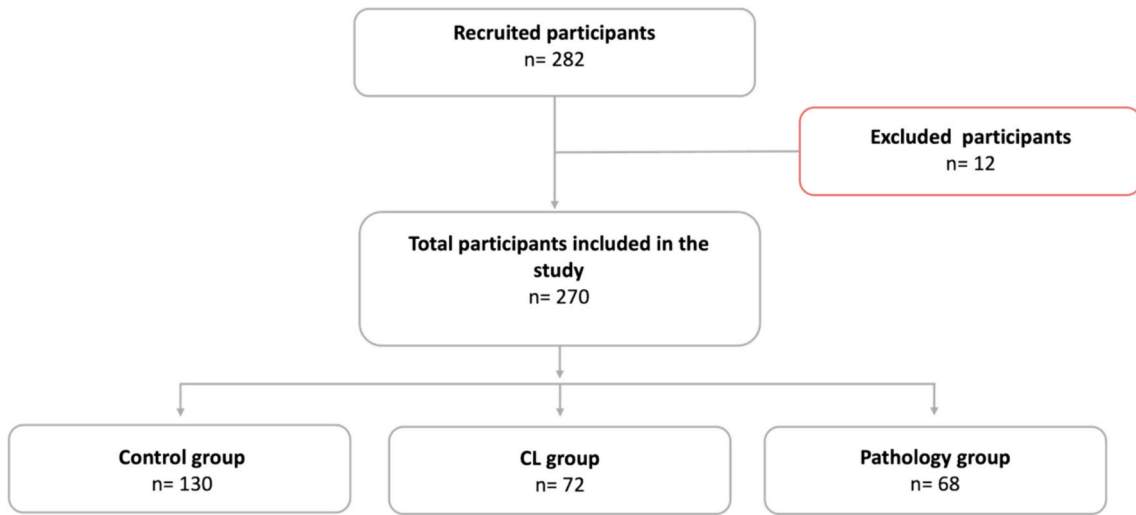 Recruited participants
n= 282
Excluded  participants
n= 12
Total participants included in the
study
n= 270
Control group
n= 130
CL group
n= 72
Pathology group
n= 68